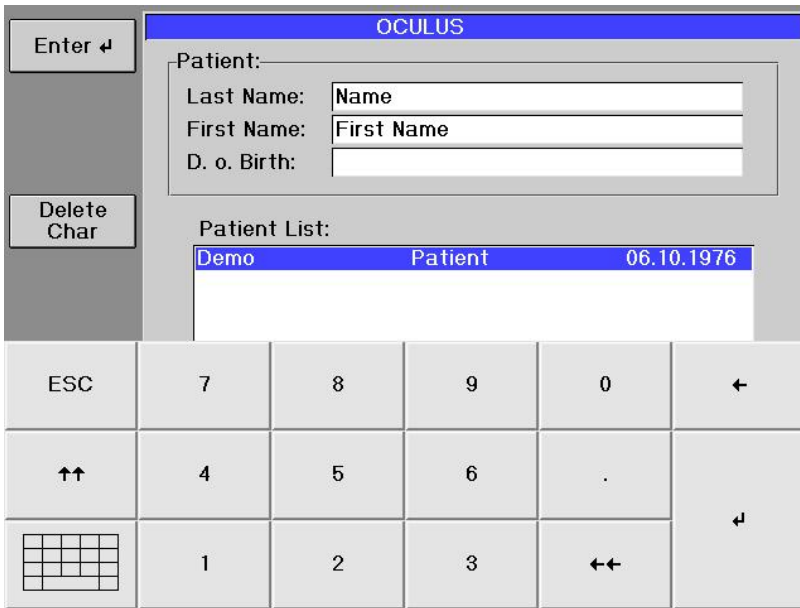 OCULUS
Enter ↵
Patient:
Last Name: Name
First Name: First Name
D. o. Birth:
Delete
Char
Patient List:
Demo Patient 06.10.1976
ESC 7 8 9 0 ←
↑↑ 4 5 6 .
↵
1 2 3 ←←